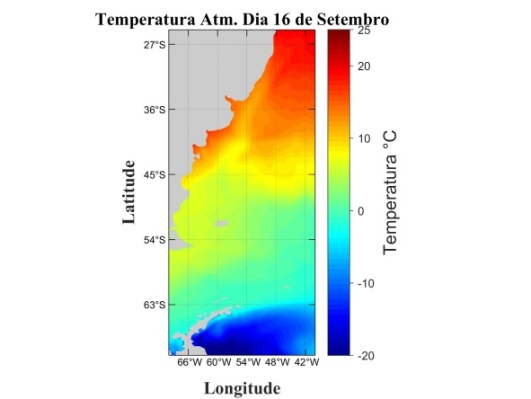 Temperatura Atm. Dia 16 de Setembro
27°S
36°S
45°S
54°S
63°S
66°W 60°W 54°W 48°W 42°W
Latitude
Longitude
25
20
10
0
-10
-20
Temperatura °C